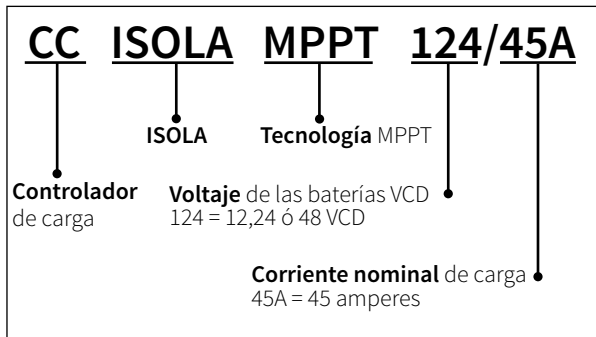 CC ISOLA MPPT 124/45A
ISOLA Tecnología MPPT
Controlador
de carga
Voltaje de las baterías VCD
124 = 12,24 ó 48 VCD
Corriente nominal de carga
45A = 45 amperes